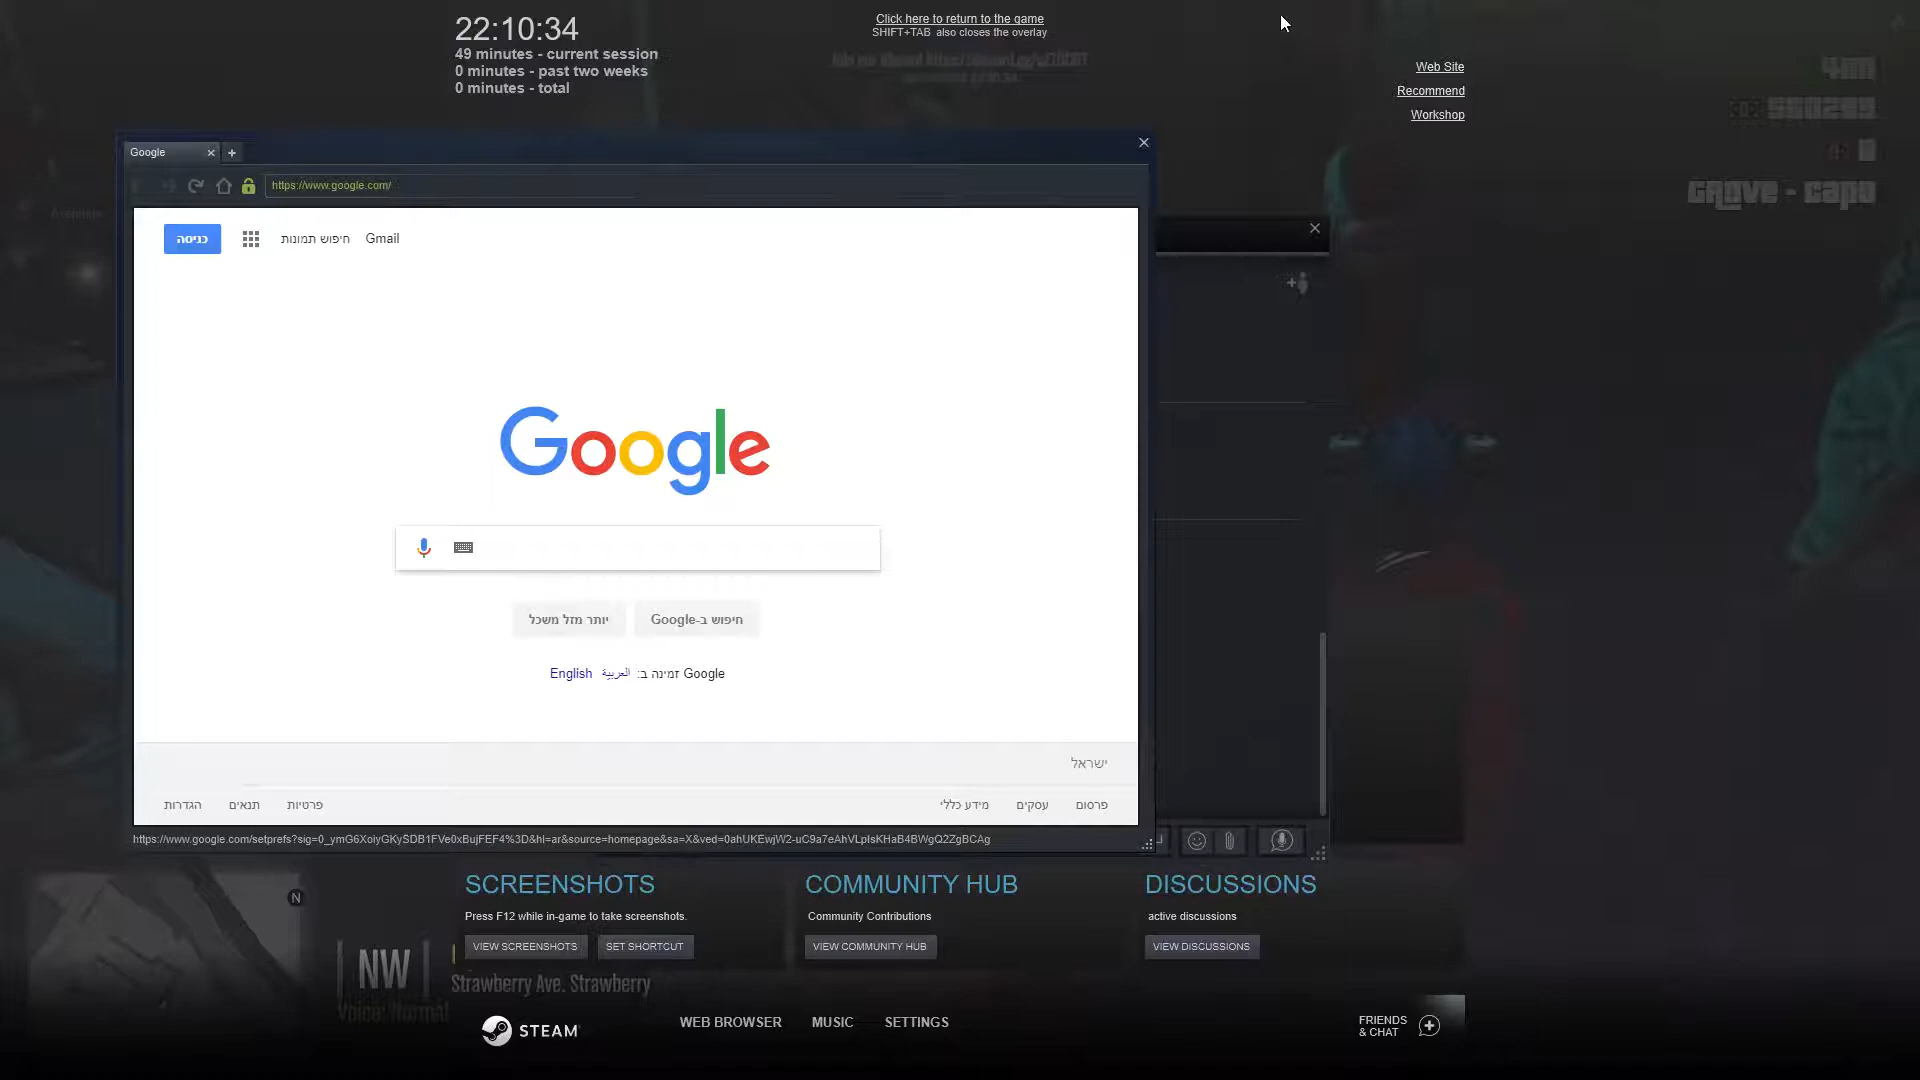 22:10:34
49 minutes - current session
0 minutes - past two weeks
0 minutes - total
Click here to return to the game
SHIFT+TAB also closes the overlay
Web Site
Recommend
Workshop
GROVE - CAPO
Google
https://www.google.com/
כניסה
חיפוש תמונות
Gmail
Google
חיפוש ב-Google
יותר מזל משכל
Google זמינה ב: العربية English
ישראל
פרסום עסקים מידע כללי
פרטיות תנאים הגדרות
https://www.google.com/setprefs?sig=0_ymG6XoiyGKySDB1FVe0xBujFEF4%3D&hl=ar&source=homepage&sa=X&ved=0ahUKEwjW2-uC9a7eAhVLpIsKHaB4BWgQ2ZgBCAg
SCREENSHOTS
Press F12 while in-game to take screenshots.
VIEW SCREENSHOTS
SET SHORTCUT
COMMUNITY HUB
Community Contributions
VIEW COMMUNITY HUB
DISCUSSIONS
active discussions
VIEW DISCUSSIONS
N
NW
Strawberry Ave. Strawberry
Voice: Normal
STEAM
WEB BROWSER
MUSIC
SETTINGS
FRIENDS
& CHAT